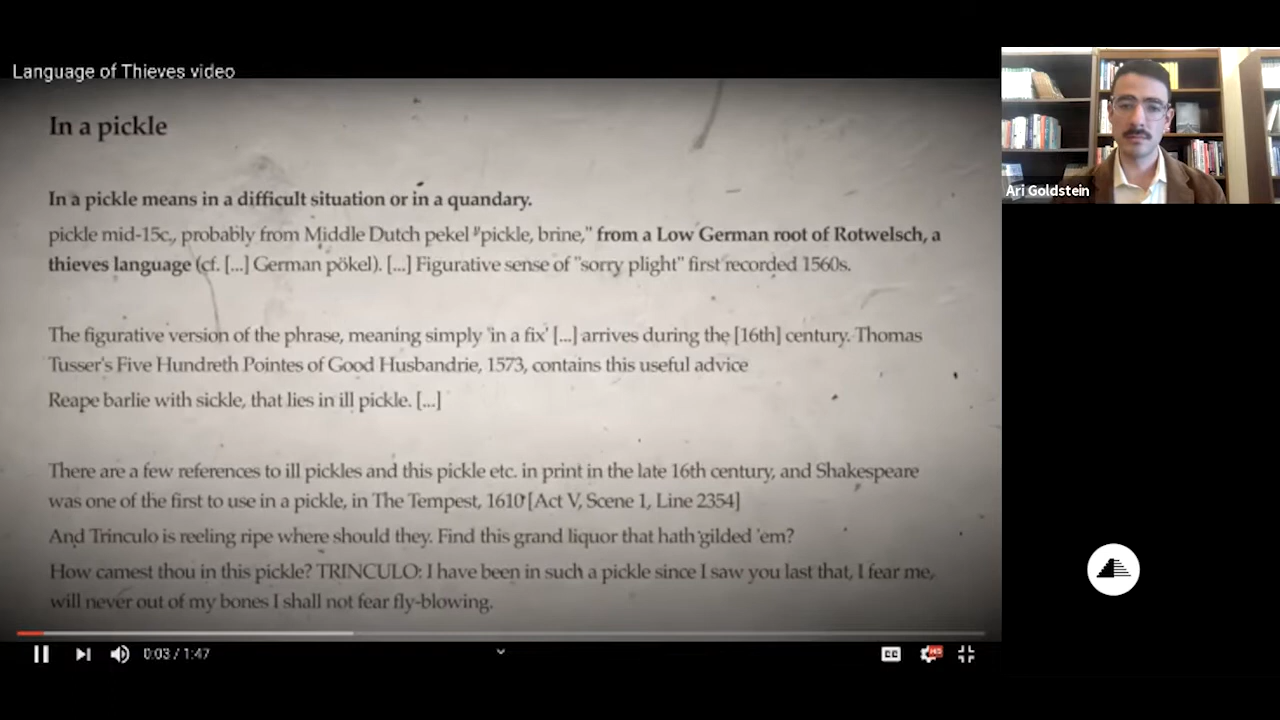 Language of Thieves video
In a pickle
In a pickle means in a difficult situation or in a quandary.
pickle mid-15c., probably from Middle Dutch pekel "pickle, brine," from a Low German root of Rotwelsch, a
thieves language (cf. [...] German pökel). [...] Figurative sense of "sorry plight" first recorded 1560s.
The figurative version of the phrase, meaning simply 'in a fix' [...] arrives during the [16th] century. Thomas
Tusser's Five Hundreth Pointes of Good Husbandrie, 1573, contains this useful advice
Reape barlie with sickle, that lies in ill pickle. [...]
There are a few references to ill pickles and this pickle etc. in print in the late 16th century, and Shakespeare
was one of the first to use in a pickle, in The Tempest, 1610 [Act V, Scene 1, Line 2354]
And Trinculo is reeling ripe where should they. Find this grand liquor that hath gilded 'em?
How camest thou in this pickle? TRINCULO: I have been in such a pickle since I saw you last that, I fear me,
will never out of my bones I shall not fear fly-blowing.
0:03 / 1:47
CC
Ari Goldstein